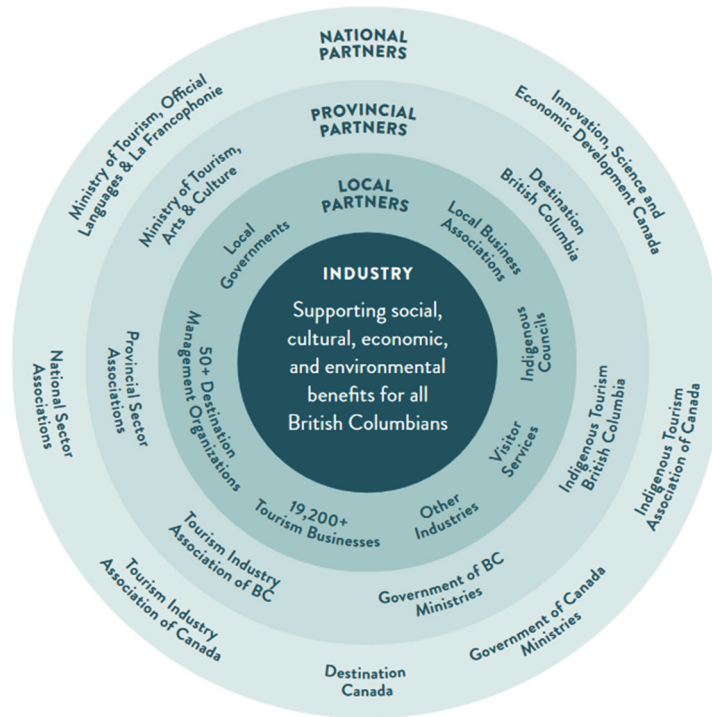 NATIONAL
PARTNERS
Ministry of Tourism, Official
Languages & La Francophonie
Innovation, Science and
Economic Development Canada
National Sector
Associations
Indigenous Tourism
Association of Canada
Tourism Industry
Association of Canada
Government of Canada
Ministries
Destination
Canada
PROVINCIAL
PARTNERS
Ministry of Tourism,
Arts & Culture
Destination
British Columbia
Provincial Sector
Associations
Indigenous Tourism
British Columbia
Tourism Industry
Association of BC
Government of BC
Ministries
LOCAL
PARTNERS
Local
Governments
Local Business
Associations
50+ Destination
Management Organizations
Indigenous
Councils
Visitor
Services
19,200+
Tourism Businesses
Other
Industries
INDUSTRY
Supporting social,
cultural, economic,
and environmental
benefits for all
British Columbians